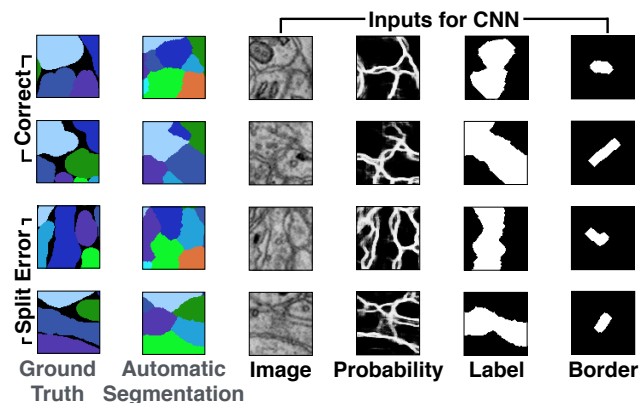 Inputs for CNN
Correct
Split Error
Ground Truth
Automatic Segmentation
Image
Probability
Label
Border